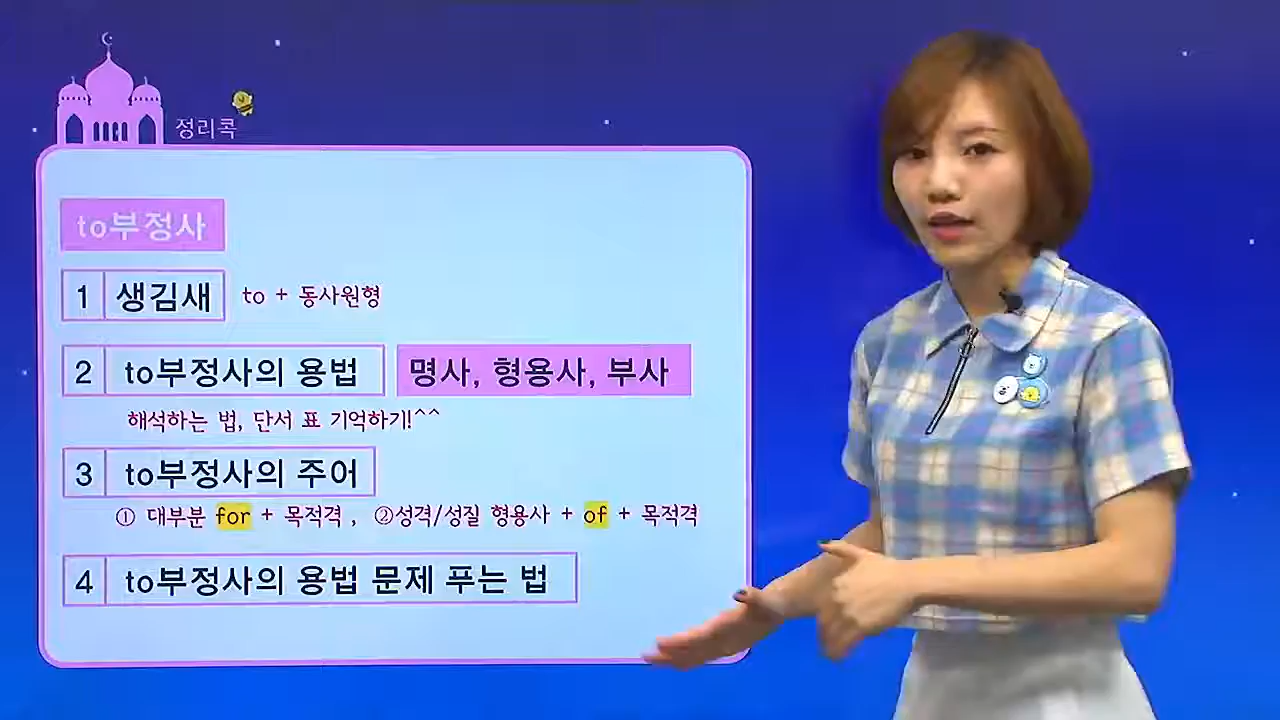 정리콕
to부정사
1 생김새 to + 동사원형
2 to부정사의 용법 명사, 형용사, 부사
해석하는 법, 단서 표 기억하기!^^
3 to부정사의 주어
① 대부분 for + 목적격, ②성격/성질 형용사 + of + 목적격
4 to부정사의 용법 문제 푸는 법